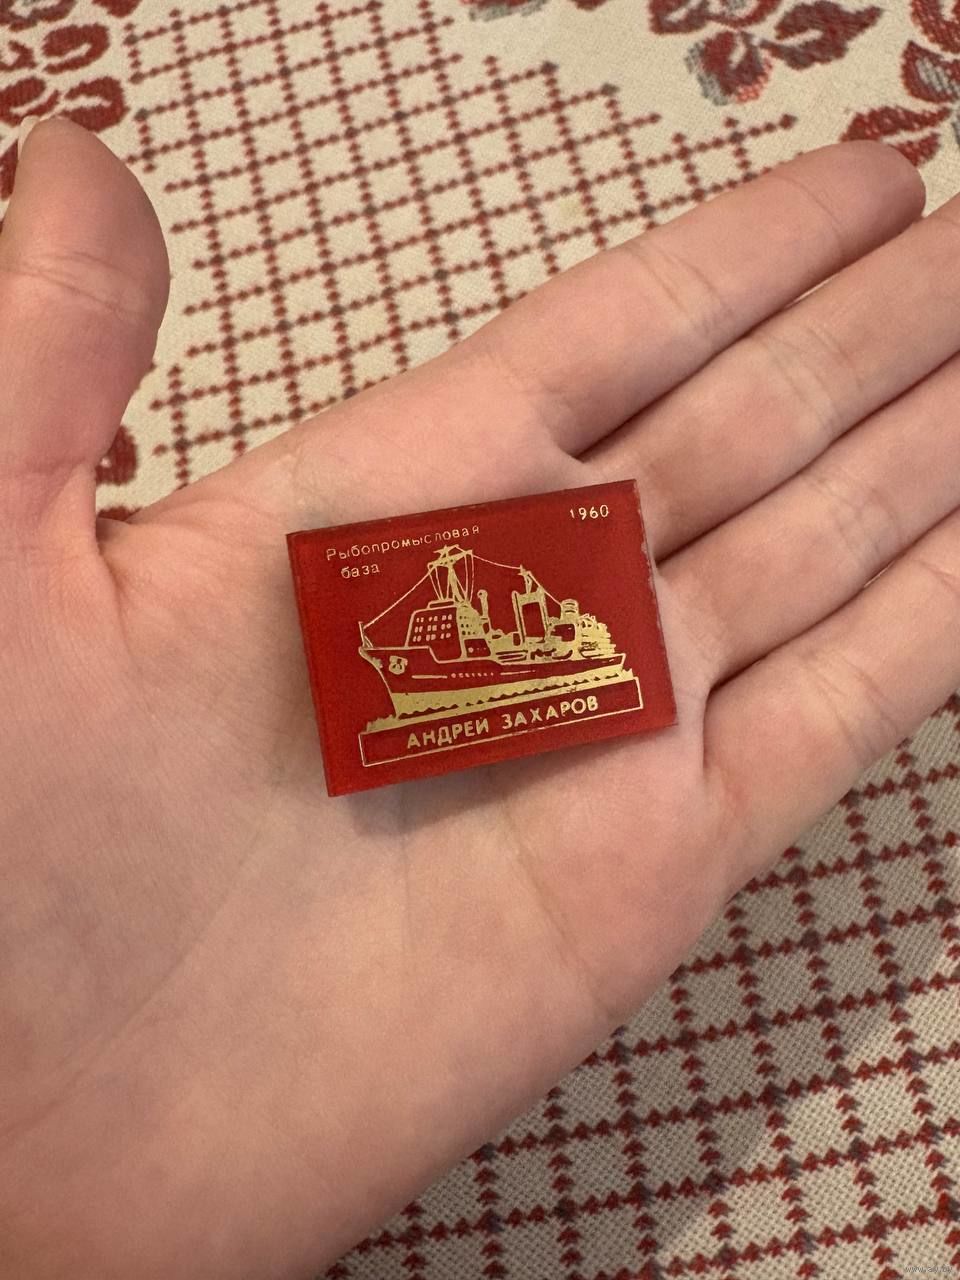 Рыбопромысловая
база
1960
АНДРЕЙ ЗАХАРОВ